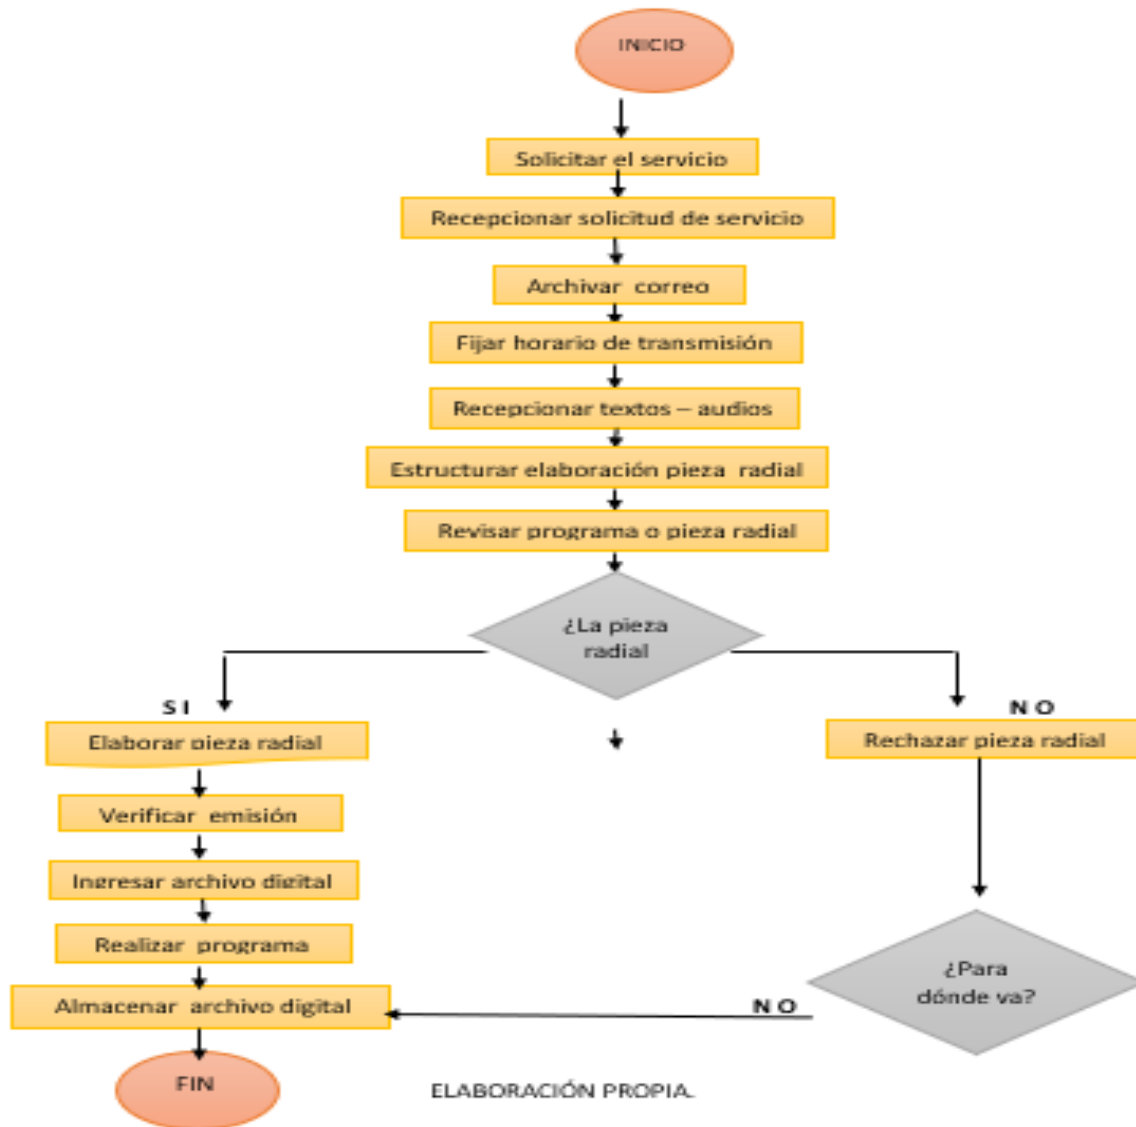 INICIO
Solicitar el servicio
Recepcionar solicitud de servicio
Archivar correo
Fijar horario de transmisión
Recepcionar textos – audios
Estructurar elaboración pieza radial
Revisar programa o pieza radial
¿La pieza
radial
S I
N O
Elaborar pieza radial
Rechazar pieza radial
Verificar emisión
Ingresar archivo digital
Realizar programa
¿Para
dónde va?
Almacenar archivo digital
N O
FIN
ELABORACIÓN PROPIA.